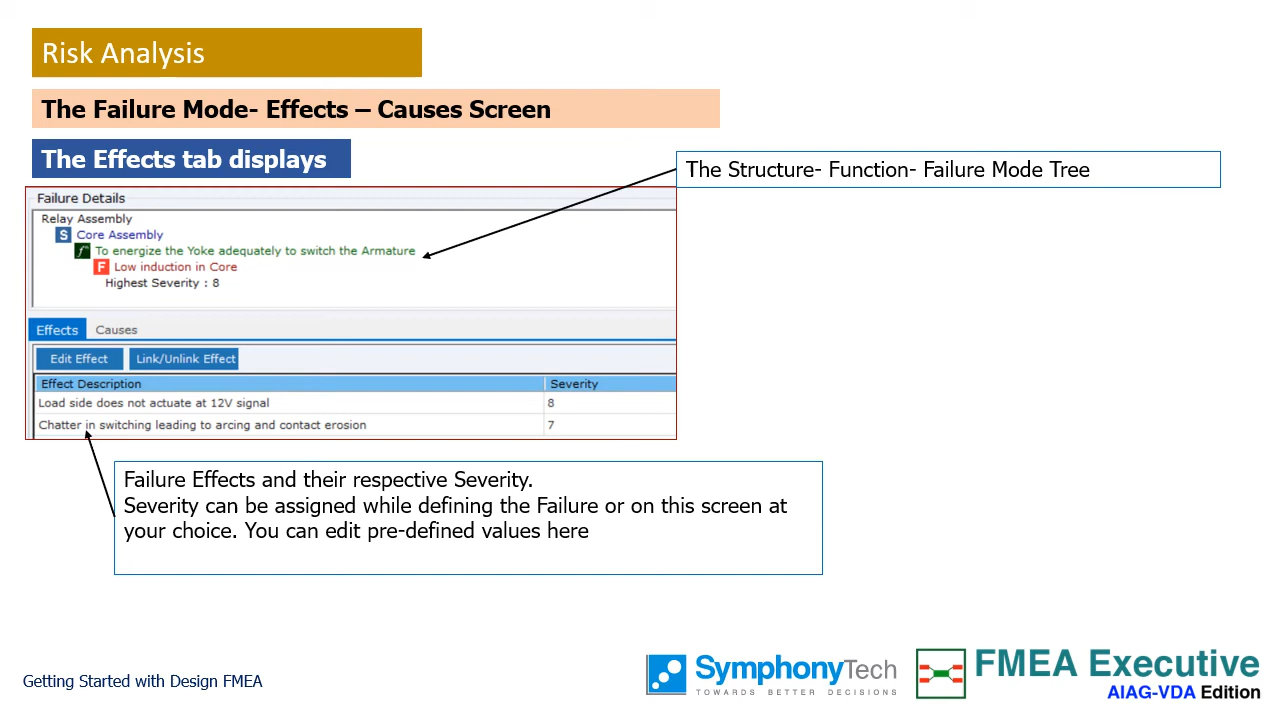 Risk Analysis
The Failure Mode- Effects – Causes Screen
The Effects tab displays
The Structure- Function- Failure Mode Tree
Failure Details
Relay Assembly
S Core Assembly
To energize the Yoke adequately to switch the Armature
F Low induction in Core
Highest Severity : 8
Effects Causes
Edit Effect Link/Unlink Effect
Effect Description Severity
Load side does not actuate at 12V signal 8
Chatter in switching leading to arcing and contact erosion 7
Failure Effects and their respective Severity.
Severity can be assigned while defining the Failure or on this screen at
your choice. You can edit pre-defined values here
Getting Started with Design FMEA
SymphonyTech
TOWARDS BETTER DECISIONS
FMEA Executive
AIAG-VDA Edition